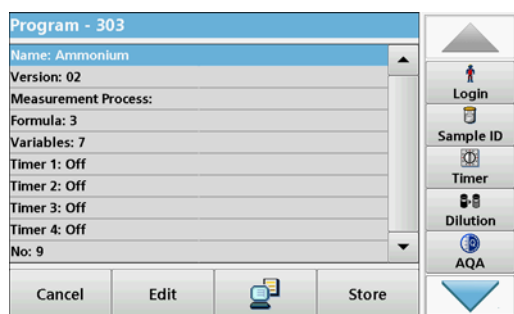 Program - 303
Name: Ammonium
Version: 02
Measurement Process:
Formula: 3
Variables: 7
Timer 1: Off
Timer 2: Off
Timer 3: Off
Timer 4: Off
No: 9
Cancel
Edit
Store
Login
Sample ID
Timer
Dilution
AQA